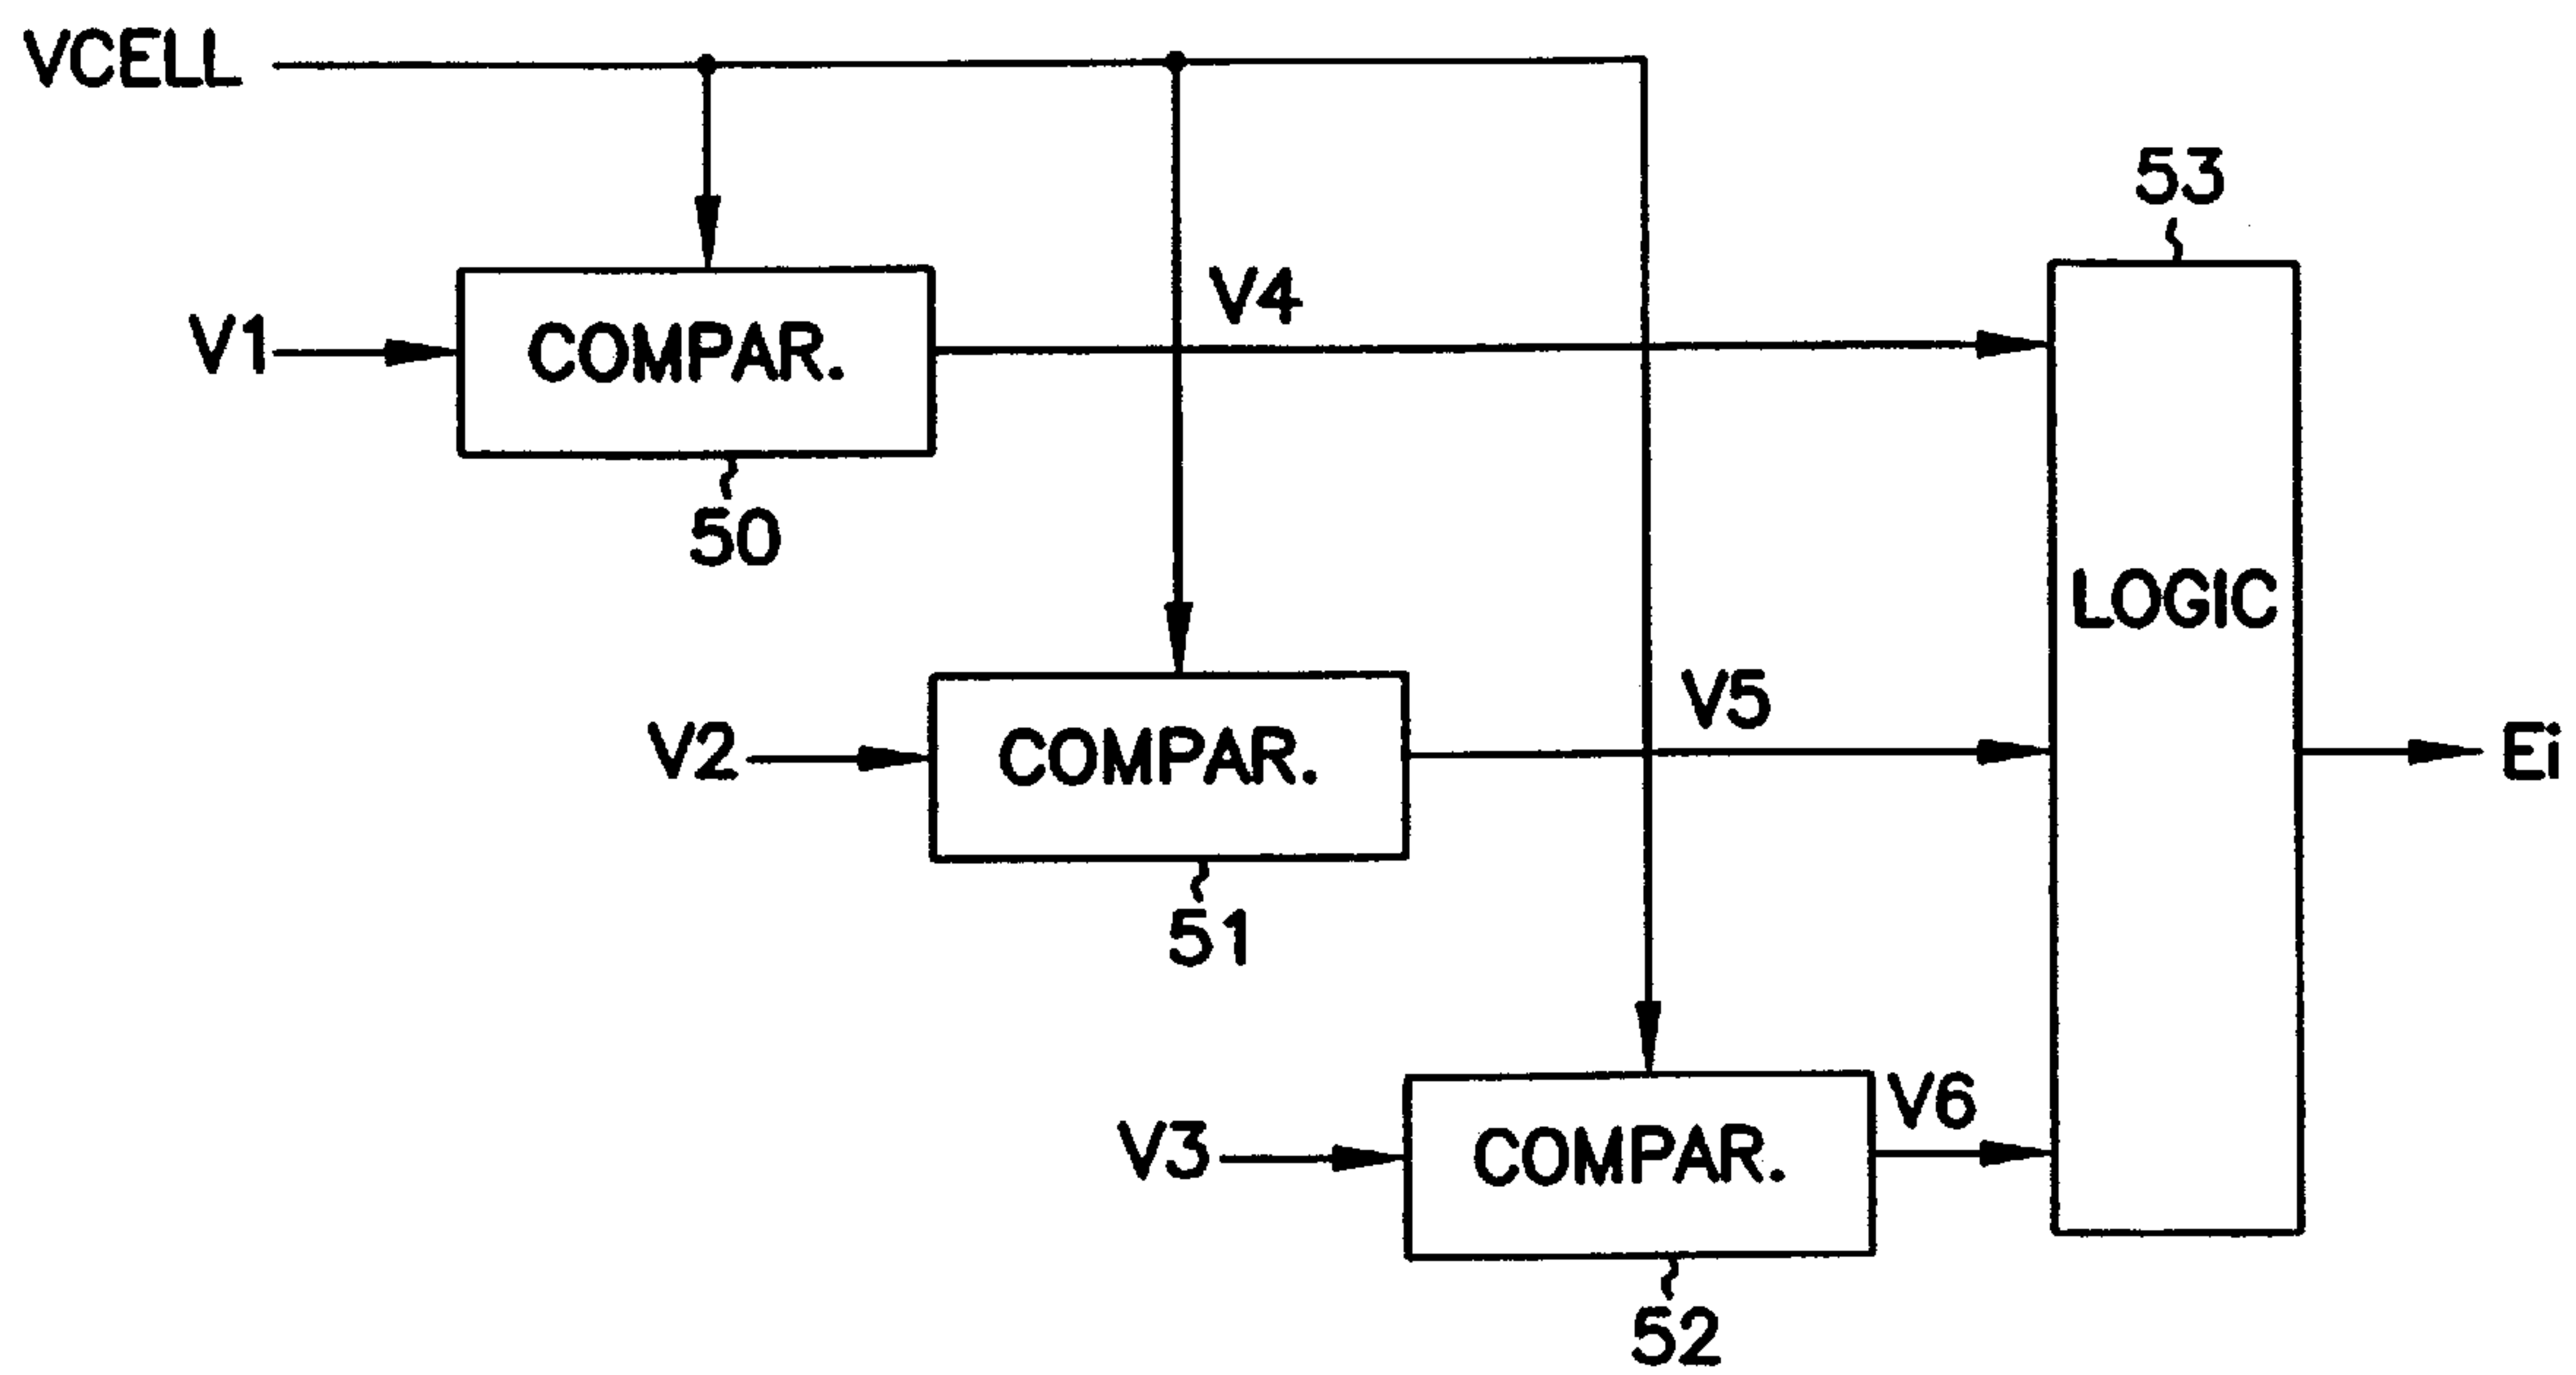 VCELL
53
V1
COMPAR.
V4
50
LOGIC
V2
COMPAR.
V5
Ei
51
V3
COMPAR.
V6
52